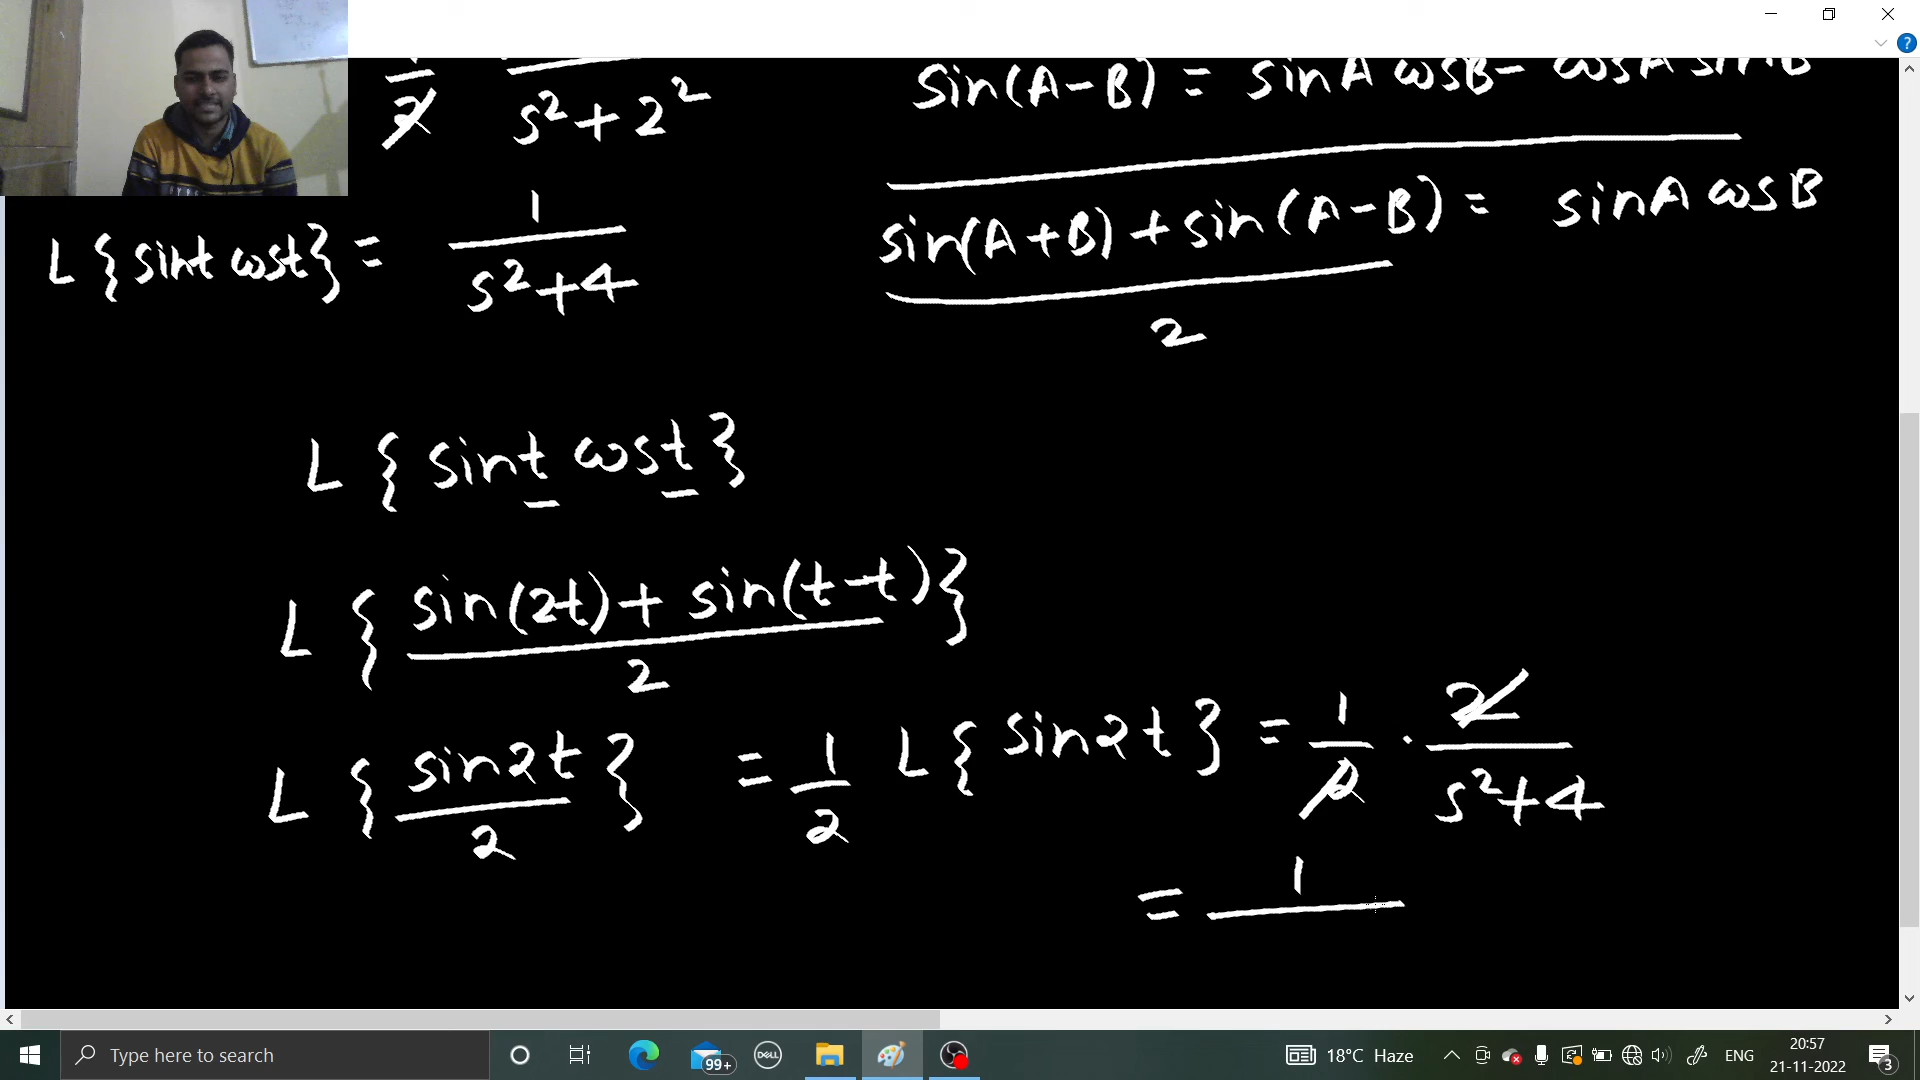 s²+2²
sin(A-B) = sinA cosB - cosA sinB
L{sint cost} = 1/(s²+4)
(sin(A+B)+sin(A-B))/2 = sinA cosB
L{sint cost}
L{(sin(2t)+sin(t-t))/2}
L{sin2t/2} = 1/2 L{sin2t} = 1/2 · 2/(s²+4)
= 1
Type here to search
99+
DELL
18°C Haze
ENG
20:57
21-11-2022
3
?